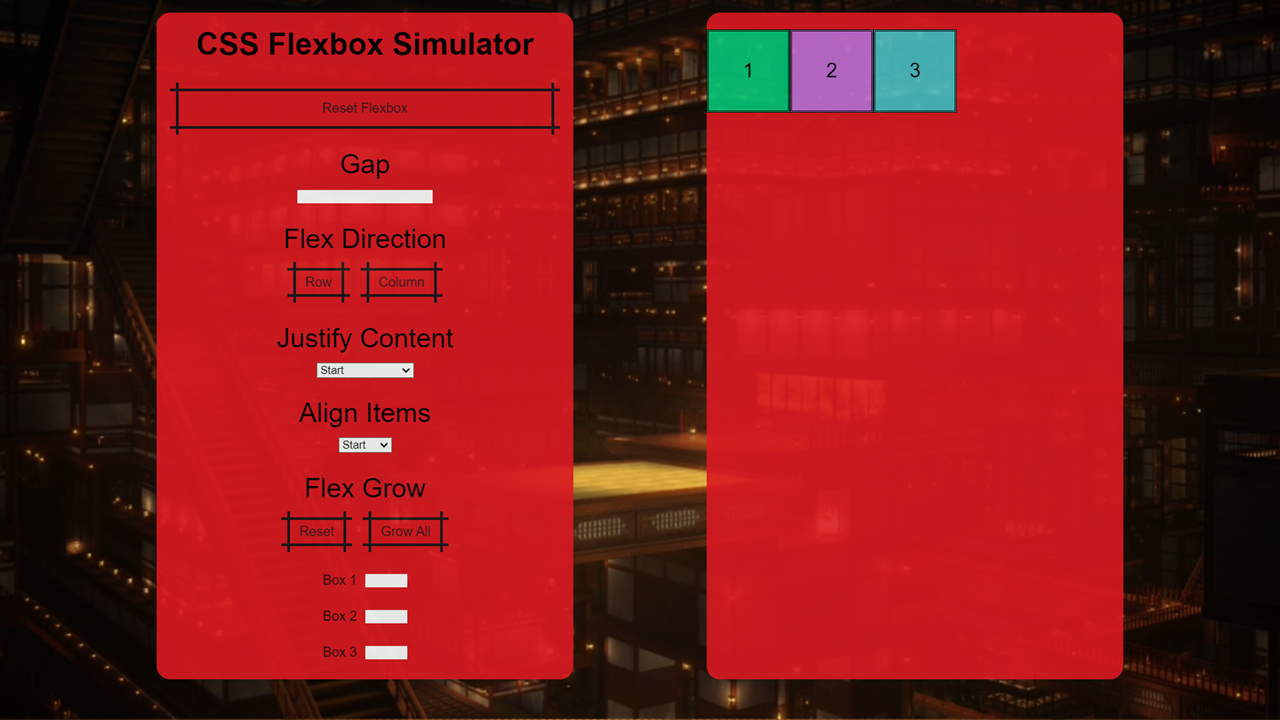 CSS Flexbox Simulator
Reset Flexbox
Gap
Flex Direction
Row Column
Justify Content
Start
Align Items
Start
Flex Grow
Reset Grow All
Box 1
Box 2
Box 3
1 2 3